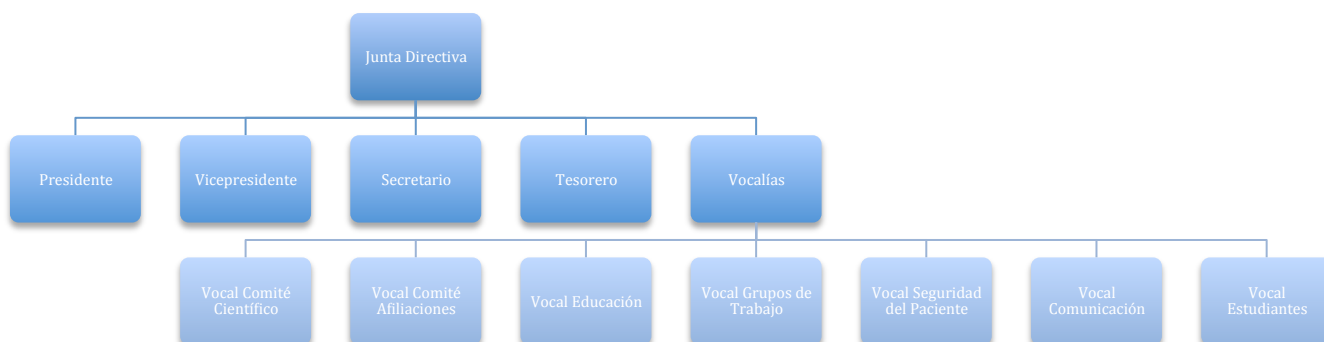 Junta Directiva
Presidente
Vicepresidente
Secretario
Tesorero
Vocalías
Vocal Comité
Científico
Vocal Comité
Afiliaciones
Vocal Educación
Vocal Grupos de
Trabajo
Vocal Seguridad
del Paciente
Vocal
Comunicación
Vocal
Estudiantes